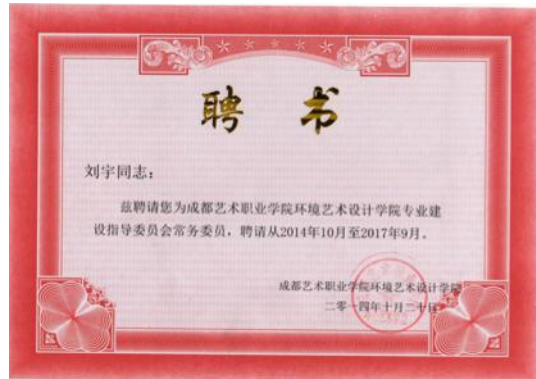 聘 书
刘宇同志：
兹聘请您为成都艺术职业学院环境艺术设计学院专业建
设指导委员会常务委员，聘请从2014年10月至2017年9月。
成都艺术职业学院环境艺术设计学院
二零一四年十月二十日